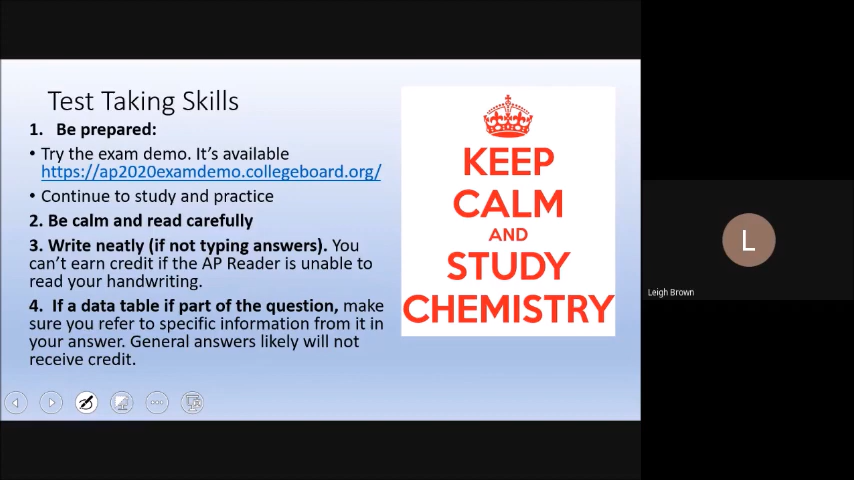 Test Taking Skills
1. Be prepared:
• Try the exam demo. It's available
https://ap2020examdemo.collegeboard.org/
• Continue to study and practice
2. Be calm and read carefully
3. Write neatly (if not typing answers). You
can't earn credit if the AP Reader is unable to
read your handwriting.
4. If a data table if part of the question, make
sure you refer to specific information from it in
your answer. General answers likely will not
receive credit.
KEEP
CALM
AND
STUDY
CHEMISTRY
L
Leigh Brown